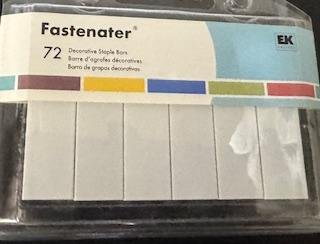 Fastenater®
EK
72 Decorative Staple Bars
Barre d'agrafes décoratives
Barra de grapas decorativas